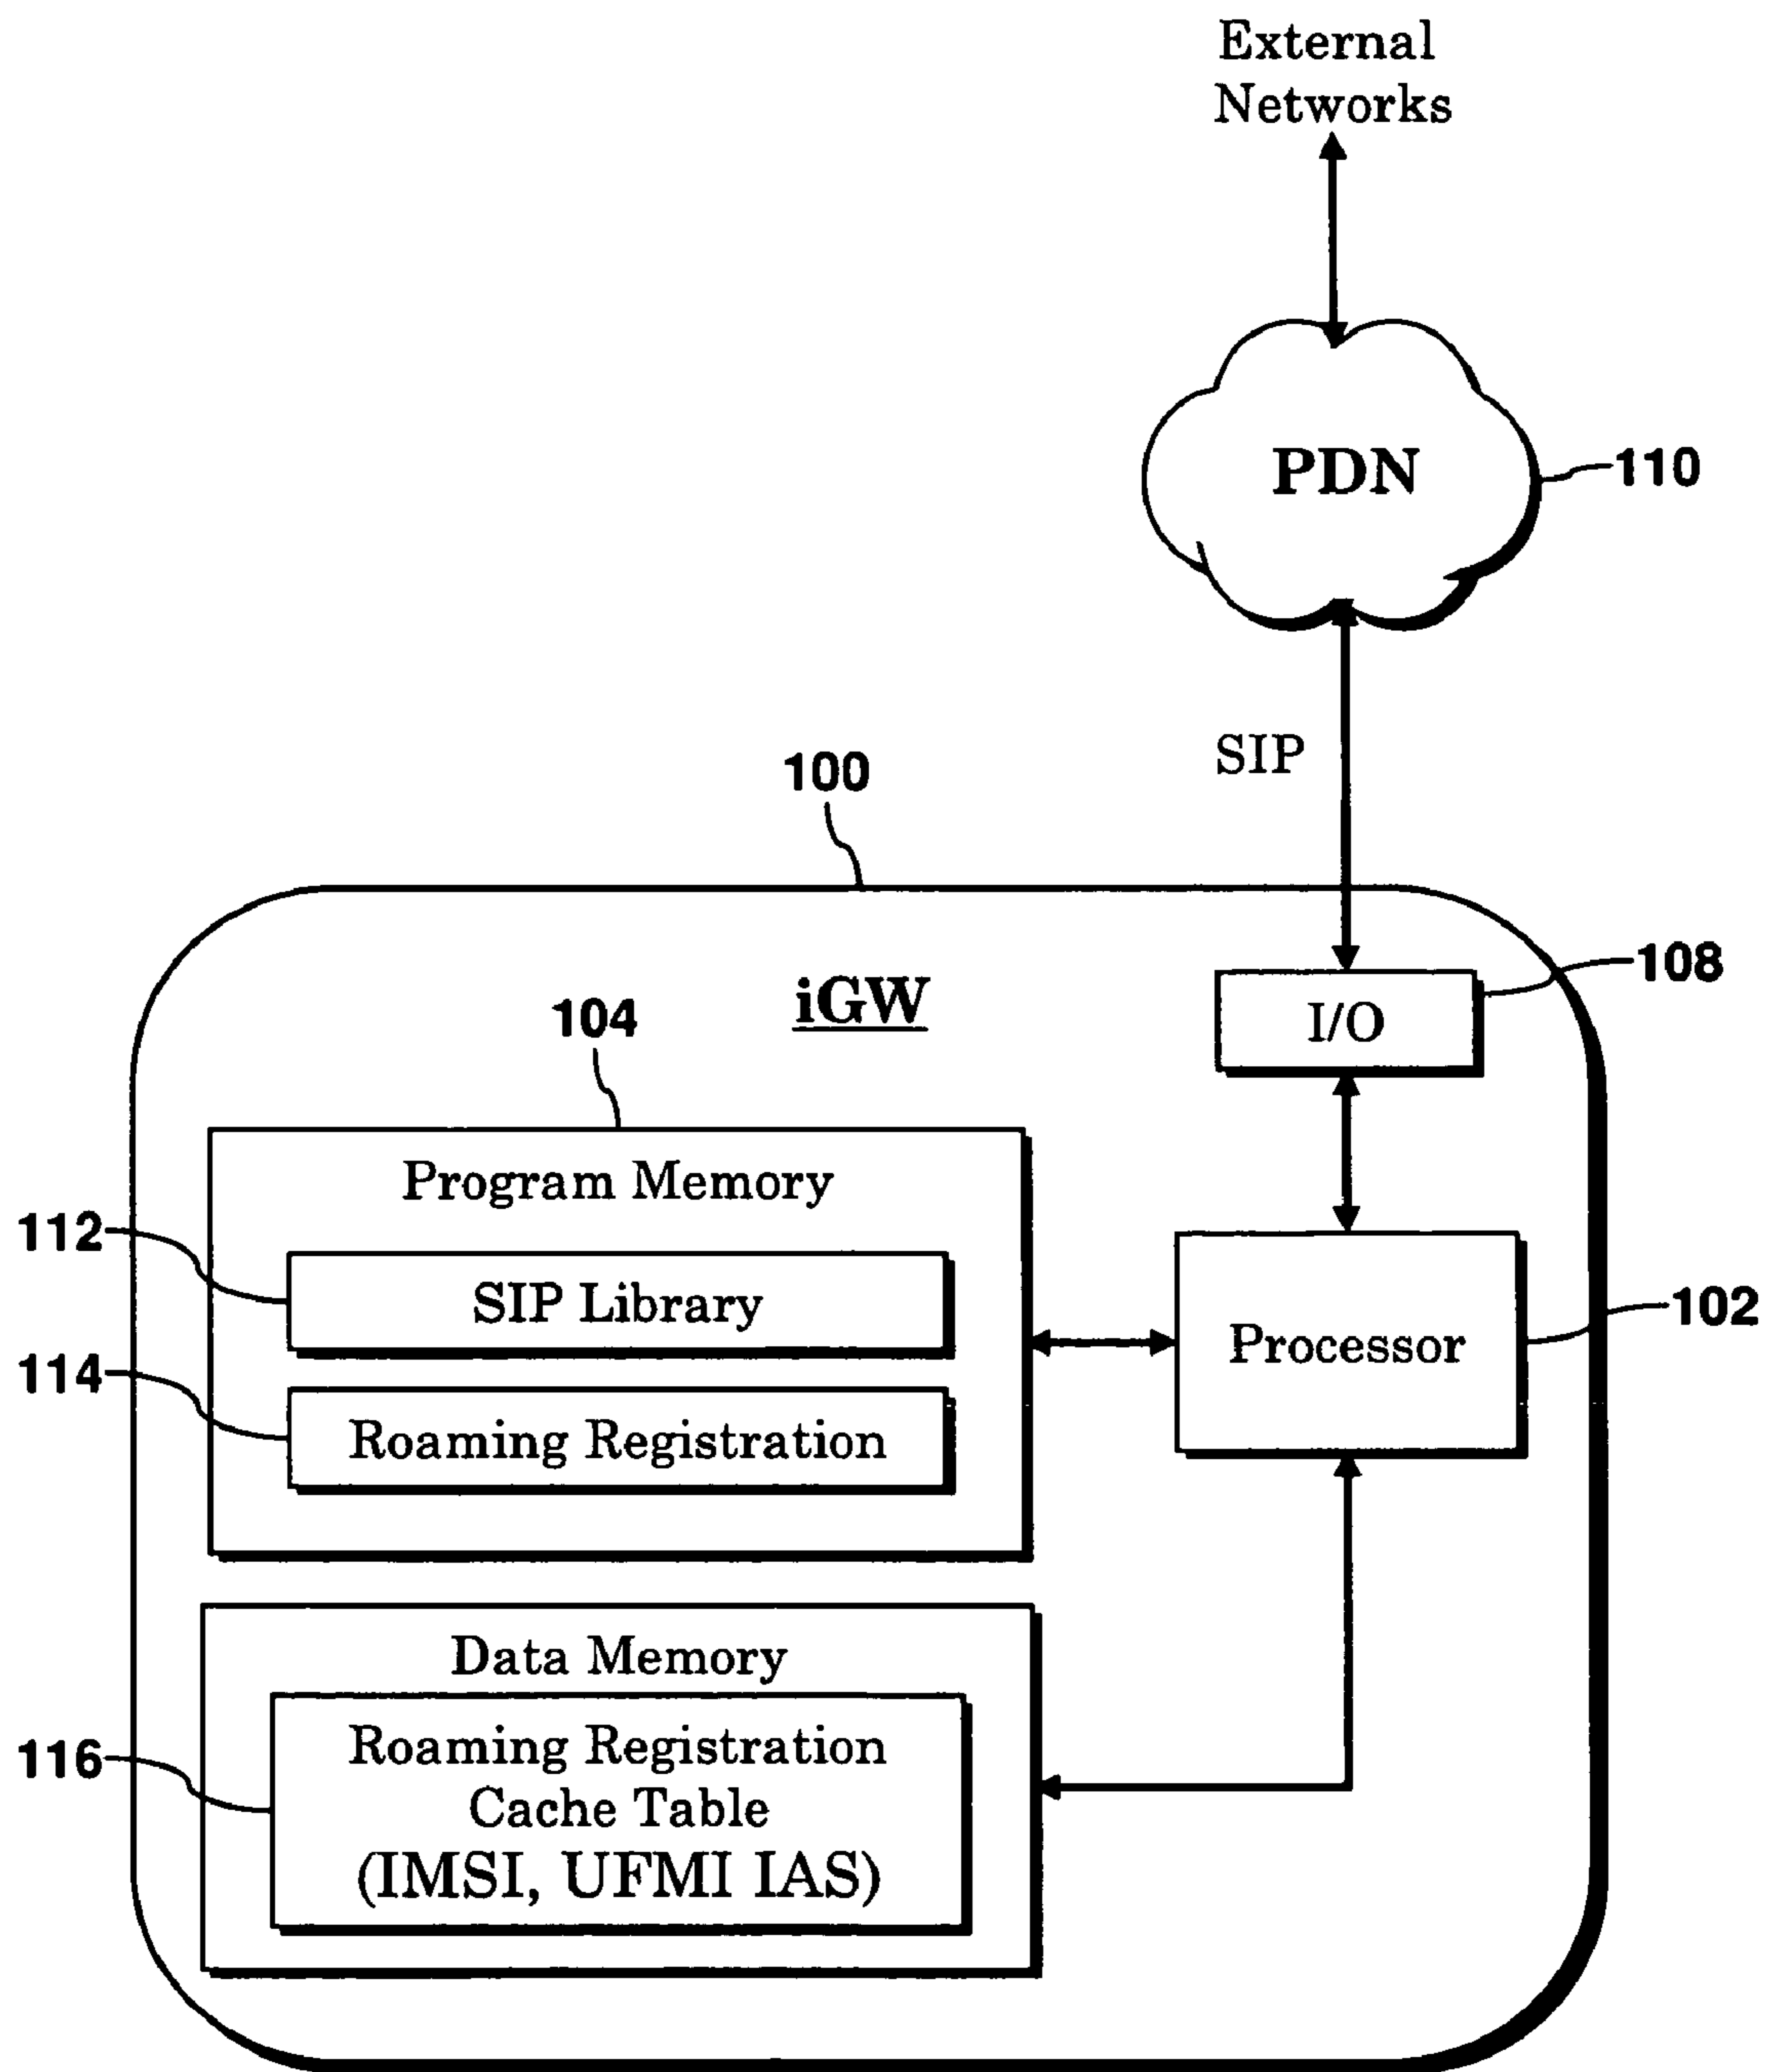 External
Networks
PDN
110
SIP
100
108
iGW
I/O
104
Program Memory
112
SIP Library
102
Processor
114
Roaming Registration
Data Memory
116
Roaming Registration
Cache Table
(IMSI, UFMI IAS)